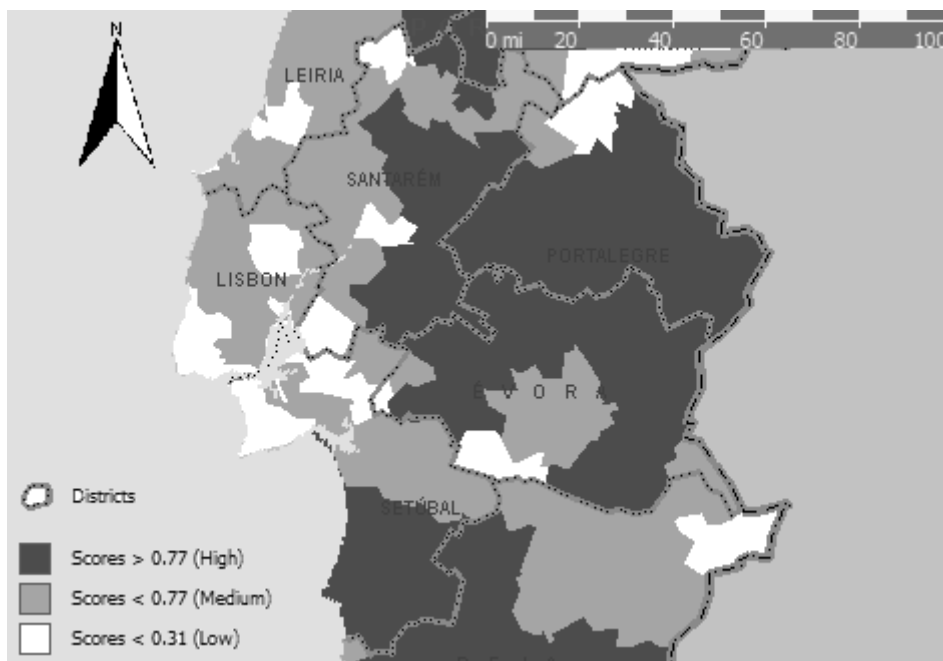 N
0 mi 20 40 60 80 100
LEIRIA
SANTARÉM
PORTALEGRE
LISBON
É V O R A
SETÚBAL
Districts
Scores > 0.77 (High)
Scores < 0.77 (Medium)
Scores < 0.31 (Low)